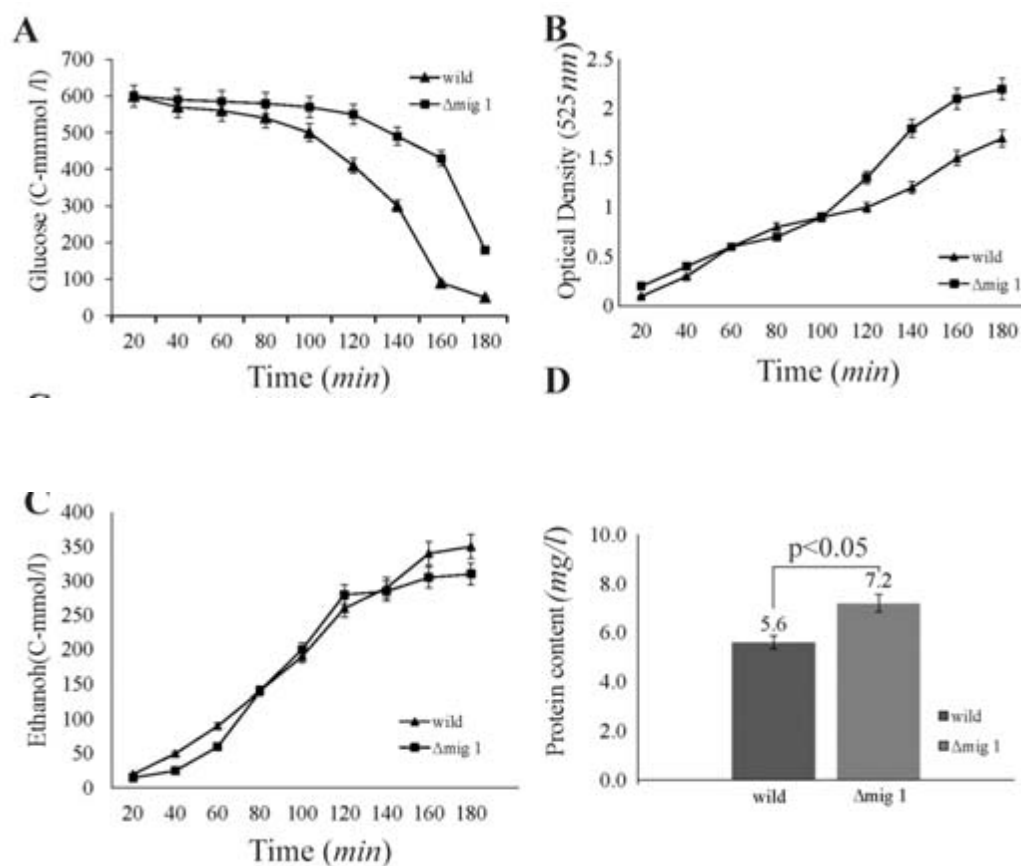 A
Glucose (C-mmmol /l)
700
600
500
400
300
200
100
0
wild
Δmig 1
20 40 60 80 100 120 140 160 180
Time (min)
B
Optical Density (525nm)
2.5
2
1.5
1
0.5
0
wild
Δmig 1
20 40 60 80 100 120 140 160 180
Time (min)
D
C
Ethanoh(C-mmol/l)
400
350
300
250
200
150
100
50
0
wild
Δmig 1
20 40 60 80 100 120 140 160 180
Time (min)
Protein content(mg/l)
10.0
8.0
6.0
4.0
2.0
0.0
p<0.05
5.6
7.2
wild
Δmig 1
wild Δmig 1